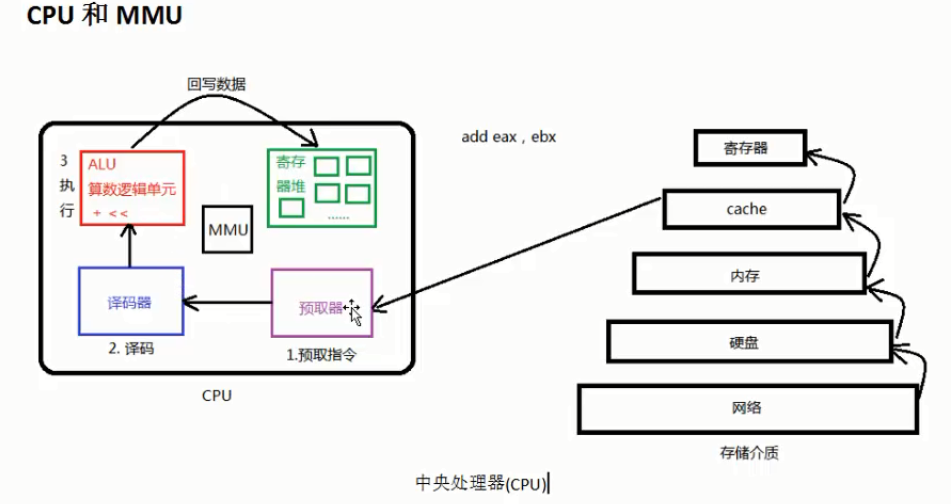 CPU 和 MMU
回写数据
3
执
行
ALU
算数逻辑单元
+ <<
寄存
器堆
......
MMU
译码器
预取器
2. 译码
1.预取指令
CPU
add eax , ebx
寄存器
cache
内存
硬盘
网络
存储介质
中央处理器(CPU)